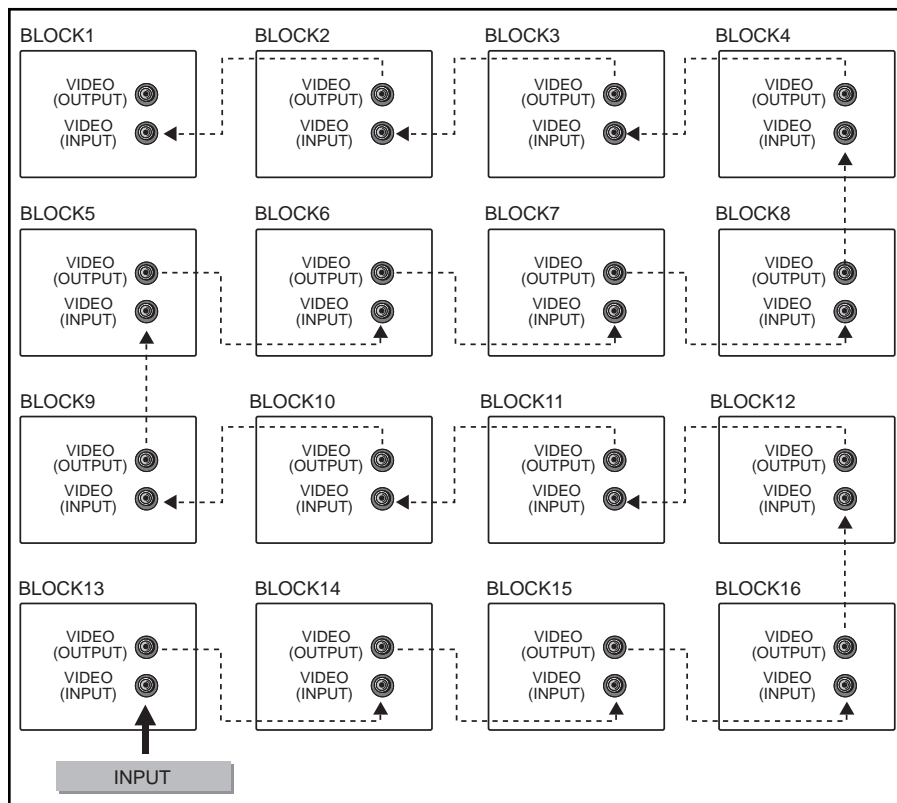 BLOCK1
VIDEO
(OUTPUT)
VIDEO
(INPUT)
BLOCK2
VIDEO
(OUTPUT)
VIDEO
(INPUT)
BLOCK3
VIDEO
(OUTPUT)
VIDEO
(INPUT)
BLOCK4
VIDEO
(OUTPUT)
VIDEO
(INPUT)
BLOCK5
VIDEO
(OUTPUT)
VIDEO
(INPUT)
BLOCK6
VIDEO
(OUTPUT)
VIDEO
(INPUT)
BLOCK7
VIDEO
(OUTPUT)
VIDEO
(INPUT)
BLOCK8
VIDEO
(OUTPUT)
VIDEO
(INPUT)
BLOCK9
VIDEO
(OUTPUT)
VIDEO
(INPUT)
BLOCK10
VIDEO
(OUTPUT)
VIDEO
(INPUT)
BLOCK11
VIDEO
(OUTPUT)
VIDEO
(INPUT)
BLOCK12
VIDEO
(OUTPUT)
VIDEO
(INPUT)
BLOCK13
VIDEO
(OUTPUT)
VIDEO
(INPUT)
BLOCK14
VIDEO
(OUTPUT)
VIDEO
(INPUT)
BLOCK15
VIDEO
(OUTPUT)
VIDEO
(INPUT)
BLOCK16
VIDEO
(OUTPUT)
VIDEO
(INPUT)
INPUT